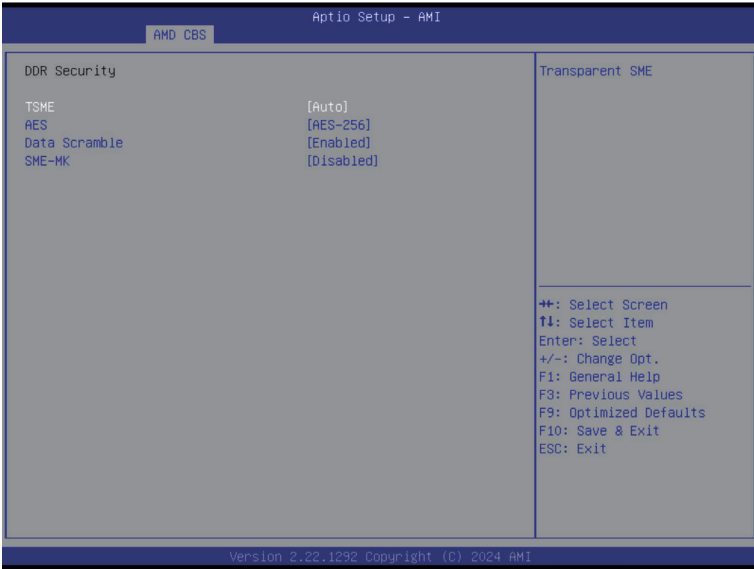 Aptio Setup – AMI
AMD CBS
DDR Security
TSME [Auto]
AES [AES-256]
Data Scramble [Enabled]
SME-MK [Disabled]
Transparent SME
→←: Select Screen
↑↓: Select Item
Enter: Select
+/-: Change Opt.
F1: General Help
F3: Previous Values
F9: Optimized Defaults
F10: Save & Exit
ESC: Exit
Version 2.22.1292 Copyright (C) 2024 AMI